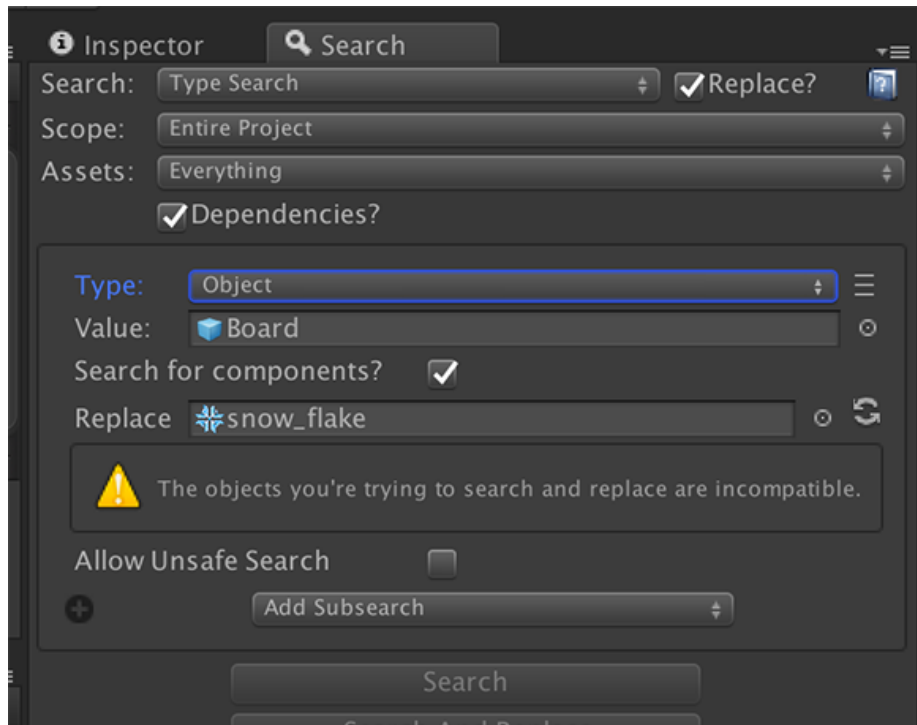 Inspector Search
Search: Type Search Replace?
Scope: Entire Project
Assets: Everything
Dependencies?
Type: Object
Value: Board
Search for components?
Replace snow_flake
The objects you're trying to search and replace are incompatible.
Allow Unsafe Search
Add Subsearch
Search